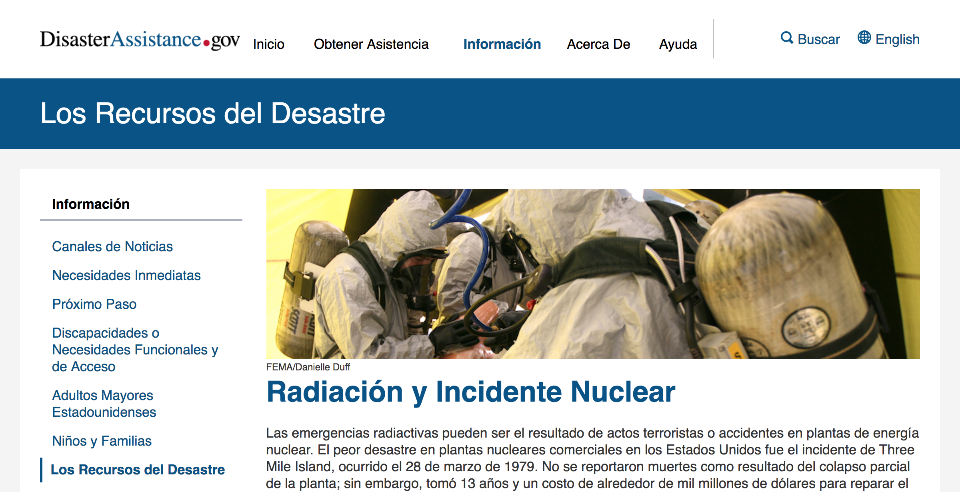 DisasterAssistance.gov
Inicio
Obtener Asistencia
Información
Acerca De
Ayuda
Buscar
English
Los Recursos del Desastre
Información
Canales de Noticias
Necesidades Inmediatas
Próximo Paso
Discapacidades o
Necesidades Funcionales y
de Acceso
Adultos Mayores
Estadounidenses
Niños y Familias
Los Recursos del Desastre
SCOTT
FEMA/Danielle Duff
Radiación y Incidente Nuclear
Las emergencias radiactivas pueden ser el resultado de actos terroristas o accidentes en plantas de energía
nuclear. El peor desastre en plantas nucleares comerciales en los Estados Unidos fue el incidente de Three
Mile Island, ocurrido el 28 de marzo de 1979. No se reportaron muertes como resultado del colapso parcial
de la planta; sin embargo, tomó 13 años y un costo de alrededor de mil millones de dólares para reparar el